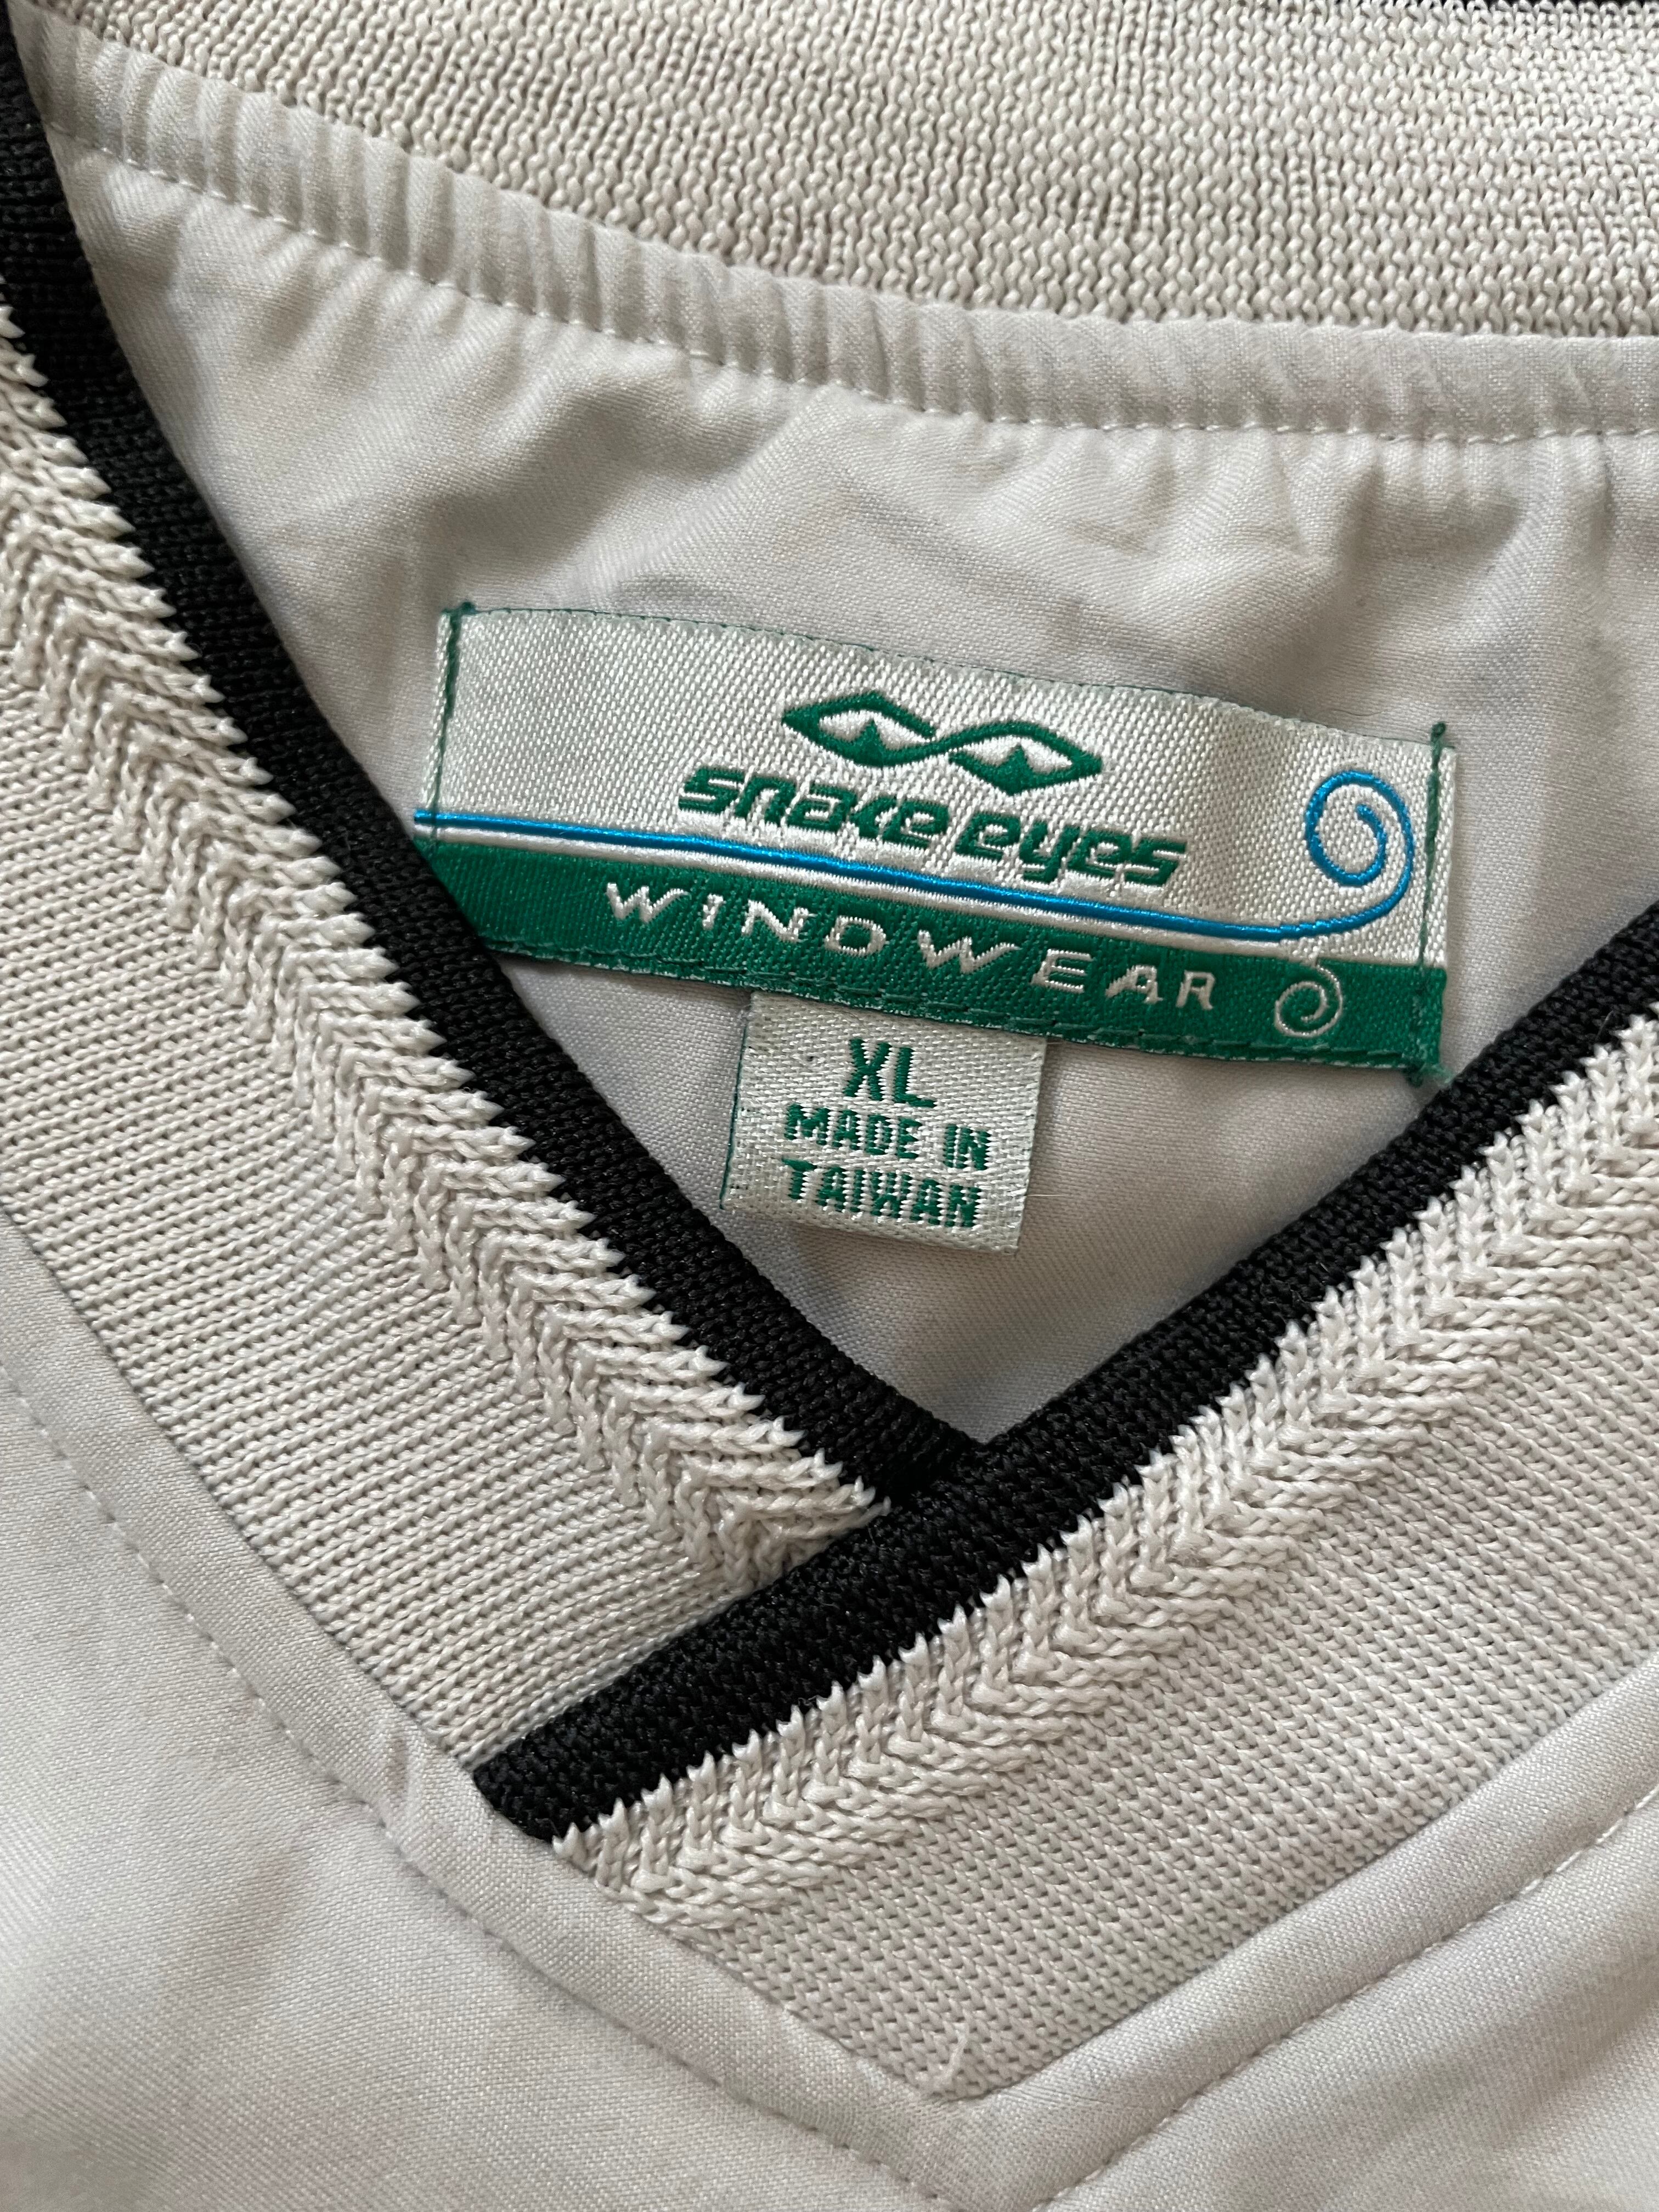 snake eyes
WINDWEAR
XL
MADE IN
TAIWAN